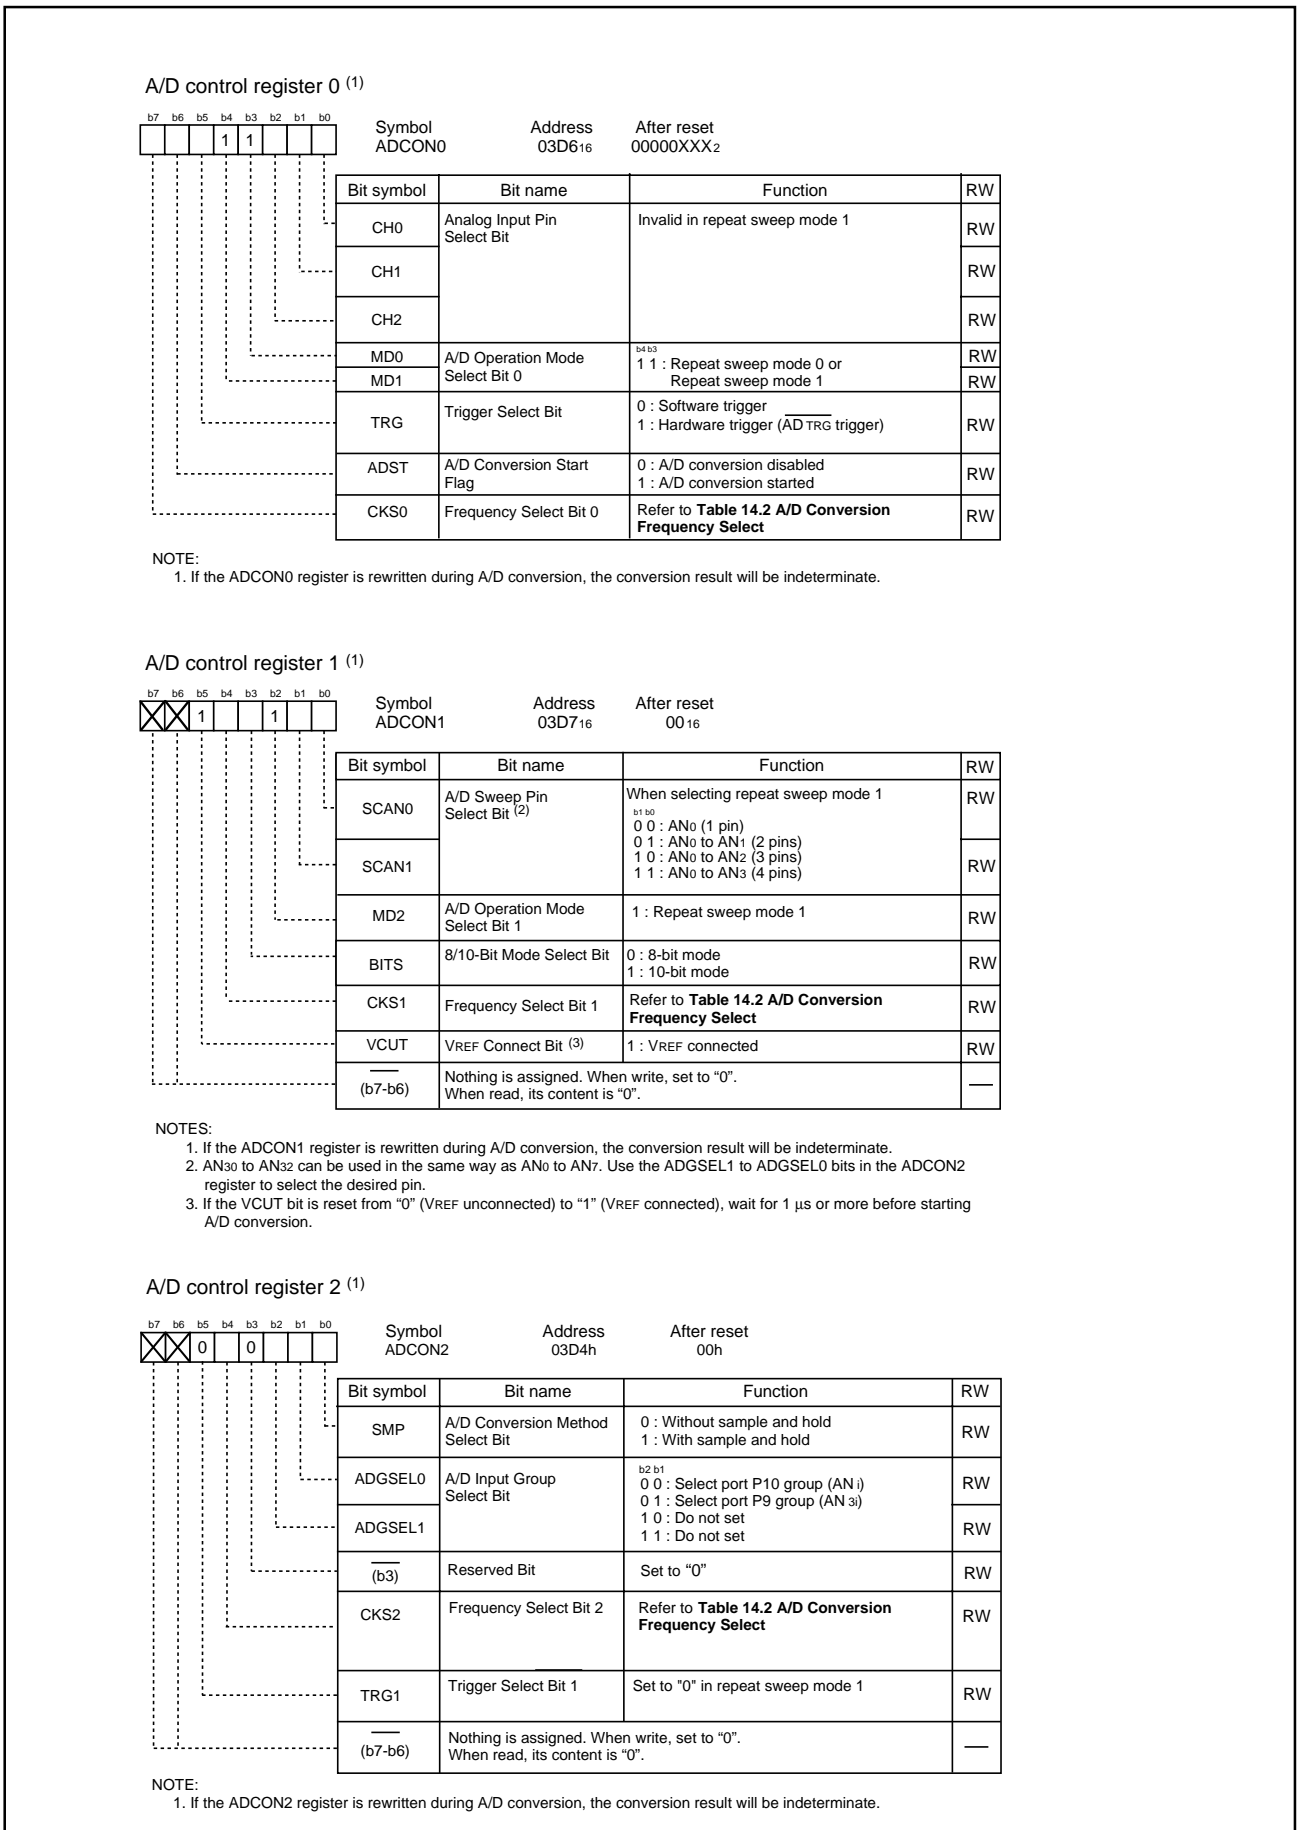 A/D control register 0 (1)
b7 b6 b5 b4 b3 b2 b1 b0
1 1
Symbol Address After reset
ADCON0 03D616 00000XXX2
Bit symbol Bit name Function RW
CH0 Analog Input Pin Select Bit Invalid in repeat sweep mode 1 RW
CH1 RW
CH2 RW
MD0 A/D Operation Mode Select Bit 0 b4 b3 RW
1 1 : Repeat sweep mode 0 or
MD1 Repeat sweep mode 1 RW
TRG Trigger Select Bit 0 : Software trigger
1 : Hardware trigger (ADTRG trigger) RW
ADST A/D Conversion Start Flag 0 : A/D conversion disabled
1 : A/D conversion started RW
CKS0 Frequency Select Bit 0 Refer to Table 14.2 A/D Conversion
Frequency Select RW
NOTE:
1. If the ADCON0 register is rewritten during A/D conversion, the conversion result will be indeterminate.
A/D control register 1 (1)
b7 b6 b5 b4 b3 b2 b1 b0
1 1
Symbol Address After reset
ADCON1 03D716 0016
Bit symbol Bit name Function RW
SCAN0 A/D Sweep Pin Select Bit (2) When selecting repeat sweep mode 1 RW
b1 b0
0 0 : AN0 (1 pin)
0 1 : AN0 to AN1 (2 pins)
1 0 : AN0 to AN2 (3 pins)
SCAN1 1 1 : AN0 to AN3 (4 pins) RW
MD2 A/D Operation Mode Select Bit 1 1 : Repeat sweep mode 1 RW
BITS 8/10-Bit Mode Select Bit 0 : 8-bit mode
1 : 10-bit mode RW
CKS1 Frequency Select Bit 1 Refer to Table 14.2 A/D Conversion
Frequency Select RW
VCUT VREF Connect Bit (3) 1 : VREF connected RW
(b7-b6) Nothing is assigned. When write, set to “0”.
When read, its content is “0”. —
NOTES:
1. If the ADCON1 register is rewritten during A/D conversion, the conversion result will be indeterminate.
2. AN30 to AN32 can be used in the same way as AN0 to AN7. Use the ADGSEL1 to ADGSEL0 bits in the ADCON2
register to select the desired pin.
3. If the VCUT bit is reset from “0” (VREF unconnected) to “1” (VREF connected), wait for 1 µs or more before starting
A/D conversion.
A/D control register 2 (1)
b7 b6 b5 b4 b3 b2 b1 b0
0 0
Symbol Address After reset
ADCON2 03D4h 00h
Bit symbol Bit name Function RW
SMP A/D Conversion Method Select Bit 0 : Without sample and hold
1 : With sample and hold RW
ADGSEL0 A/D Input Group Select Bit b2 b1
0 0 : Select port P10 group (ANi) RW
0 1 : Select port P9 group (AN3i)
1 0 : Do not set
ADGSEL1 1 1 : Do not set RW
(b3) Reserved Bit Set to “0” RW
CKS2 Frequency Select Bit 2 Refer to Table 14.2 A/D Conversion
Frequency Select RW
TRG1 Trigger Select Bit 1 Set to "0" in repeat sweep mode 1 RW
(b7-b6) Nothing is assigned. When write, set to “0”.
When read, its content is “0”. —
NOTE:
1. If the ADCON2 register is rewritten during A/D conversion, the conversion result will be indeterminate.